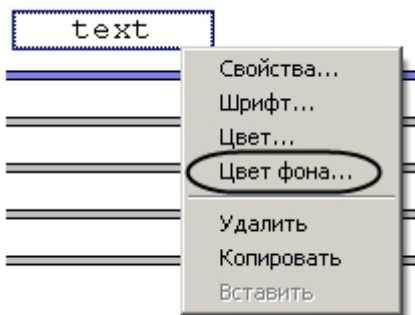 text
Свойства...
Шрифт...
Цвет...
Цвет фона...
Удалить
Копировать
Вставить